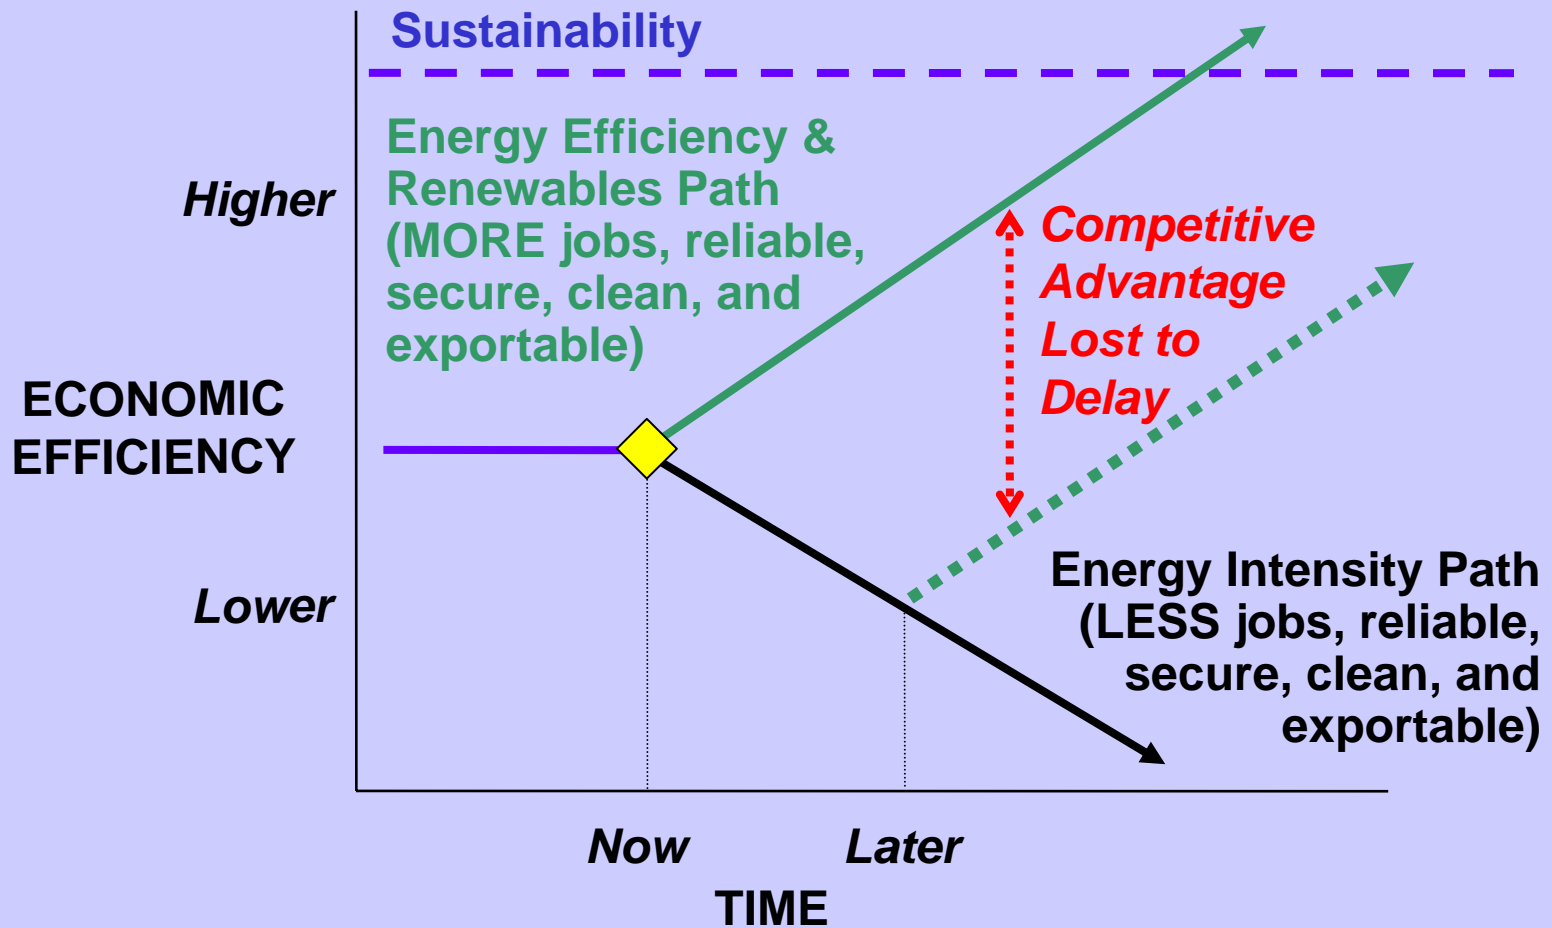 Sustainability
Energy Efficiency &
Renewables Path
(MORE jobs, reliable,
secure, clean, and
exportable)
Higher
Competitive
Advantage
Lost to
Delay
ECONOMIC
EFFICIENCY
Lower
Energy Intensity Path
(LESS jobs, reliable,
secure, clean, and
exportable)
Now
Later
TIME